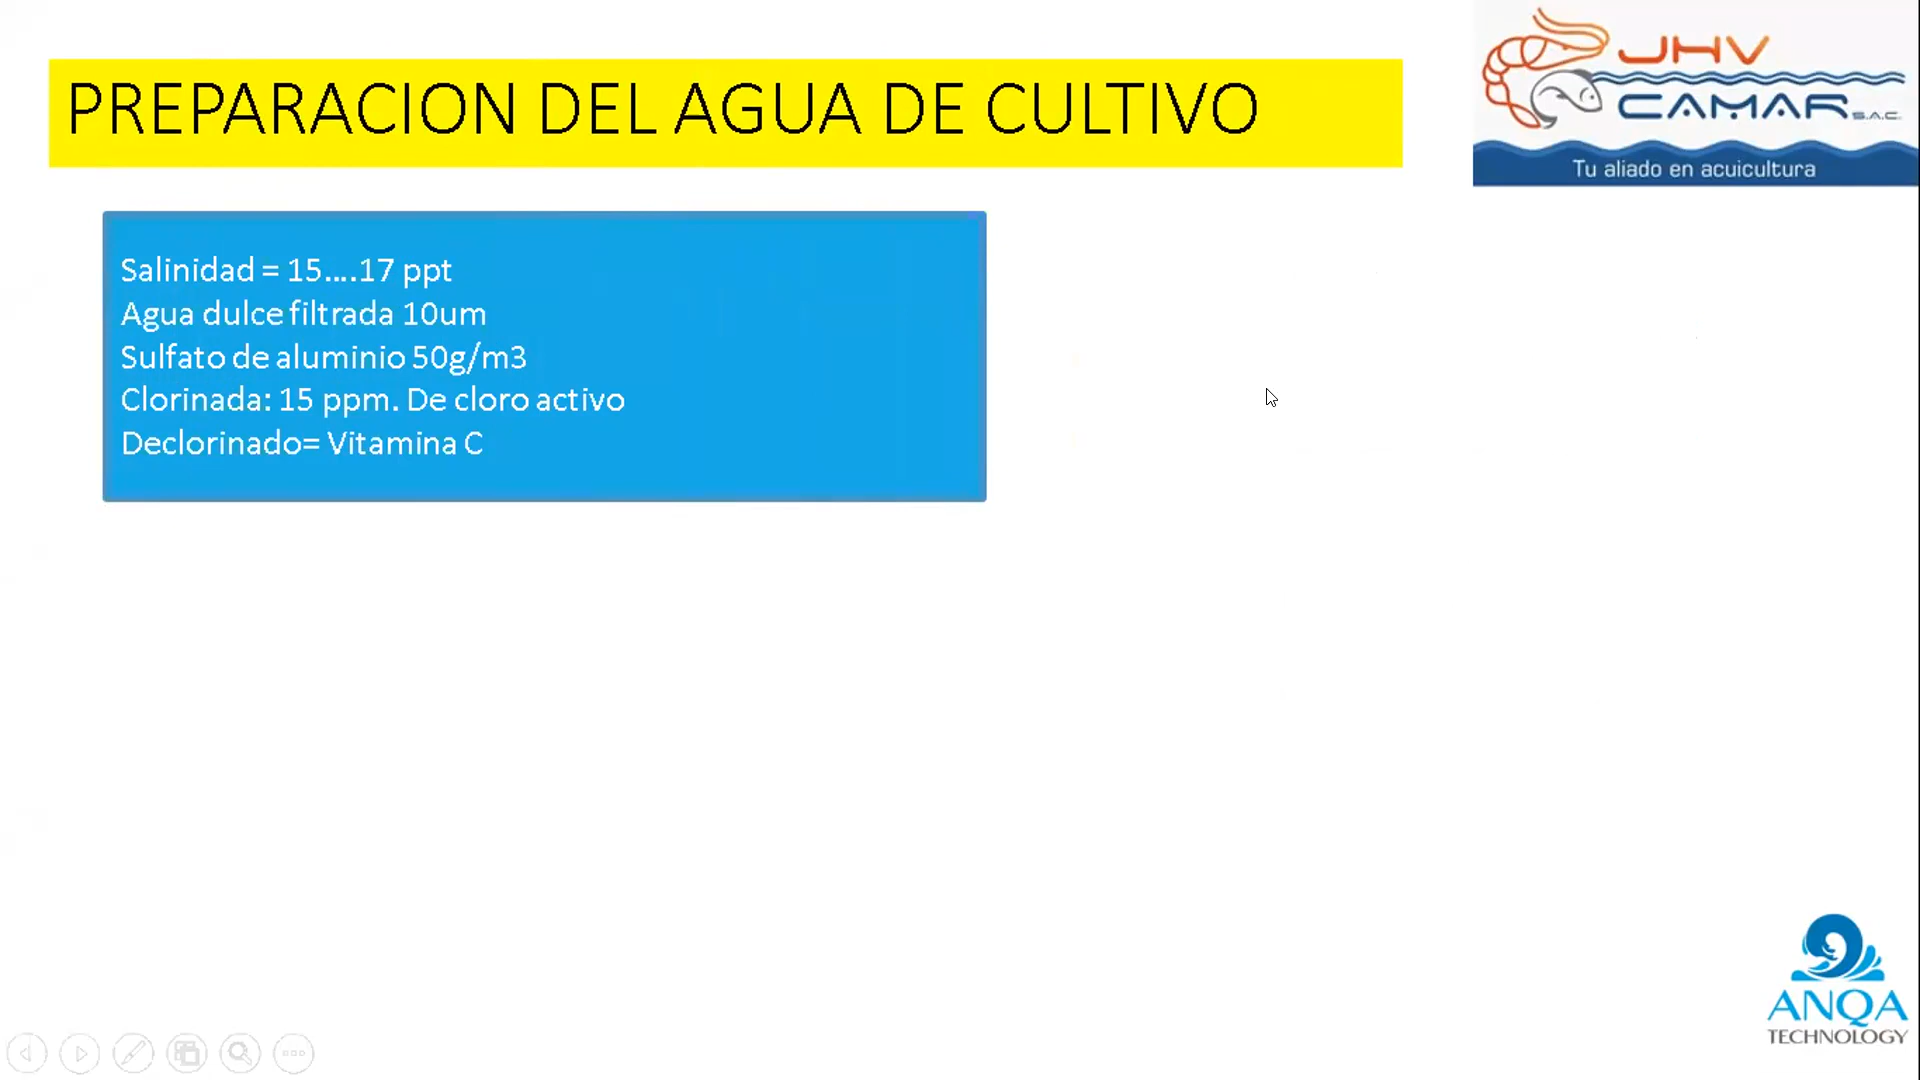 PREPARACION DEL AGUA DE CULTIVO
JHV
CAMAR S.A.C.
Tu aliado en acuicultura
Salinidad = 15....17 ppt
Agua dulce filtrada 10um
Sulfato de aluminio 50g/m3
Clorinada: 15 ppm. De cloro activo
Declorinado= Vitamina C
ANQA
TECHNOLOGY